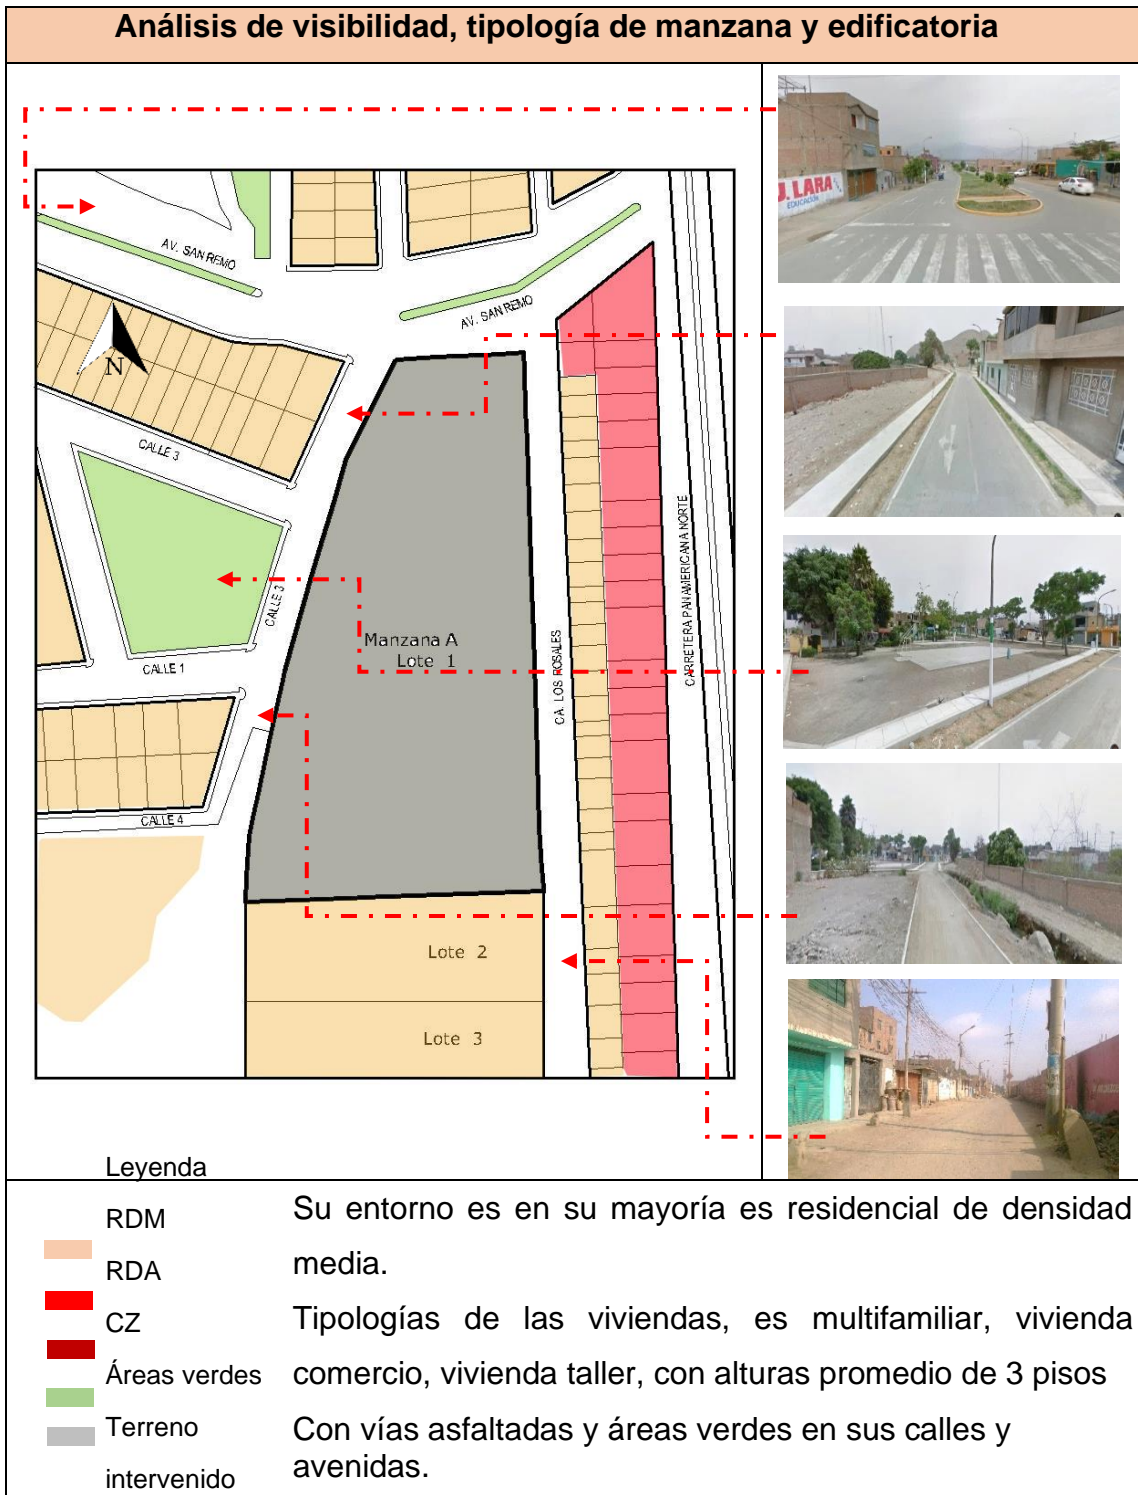 Análisis de visibilidad, tipología de manzana y edificatoria
J. LARA
EDUCACIÓN
AV. SAN REMO
AV. SAN REMO
N
CALLE 3
CALLE 3
CALLE 1
CALLE 4
Manzana A
Lote 1
Lote 2
Lote 3
CA. LOS ROSALES
CARRETERA PANAMERICANA NORTE
Leyenda
RDM
RDA
CZ
Áreas verdes
Terreno
intervenido
Su entorno es en su mayoría es residencial de densidad
media.
Tipologías de las viviendas, es multifamiliar, vivienda
comercio, vivienda taller, con alturas promedio de 3 pisos
Con vías asfaltadas y áreas verdes en sus calles y
avenidas.